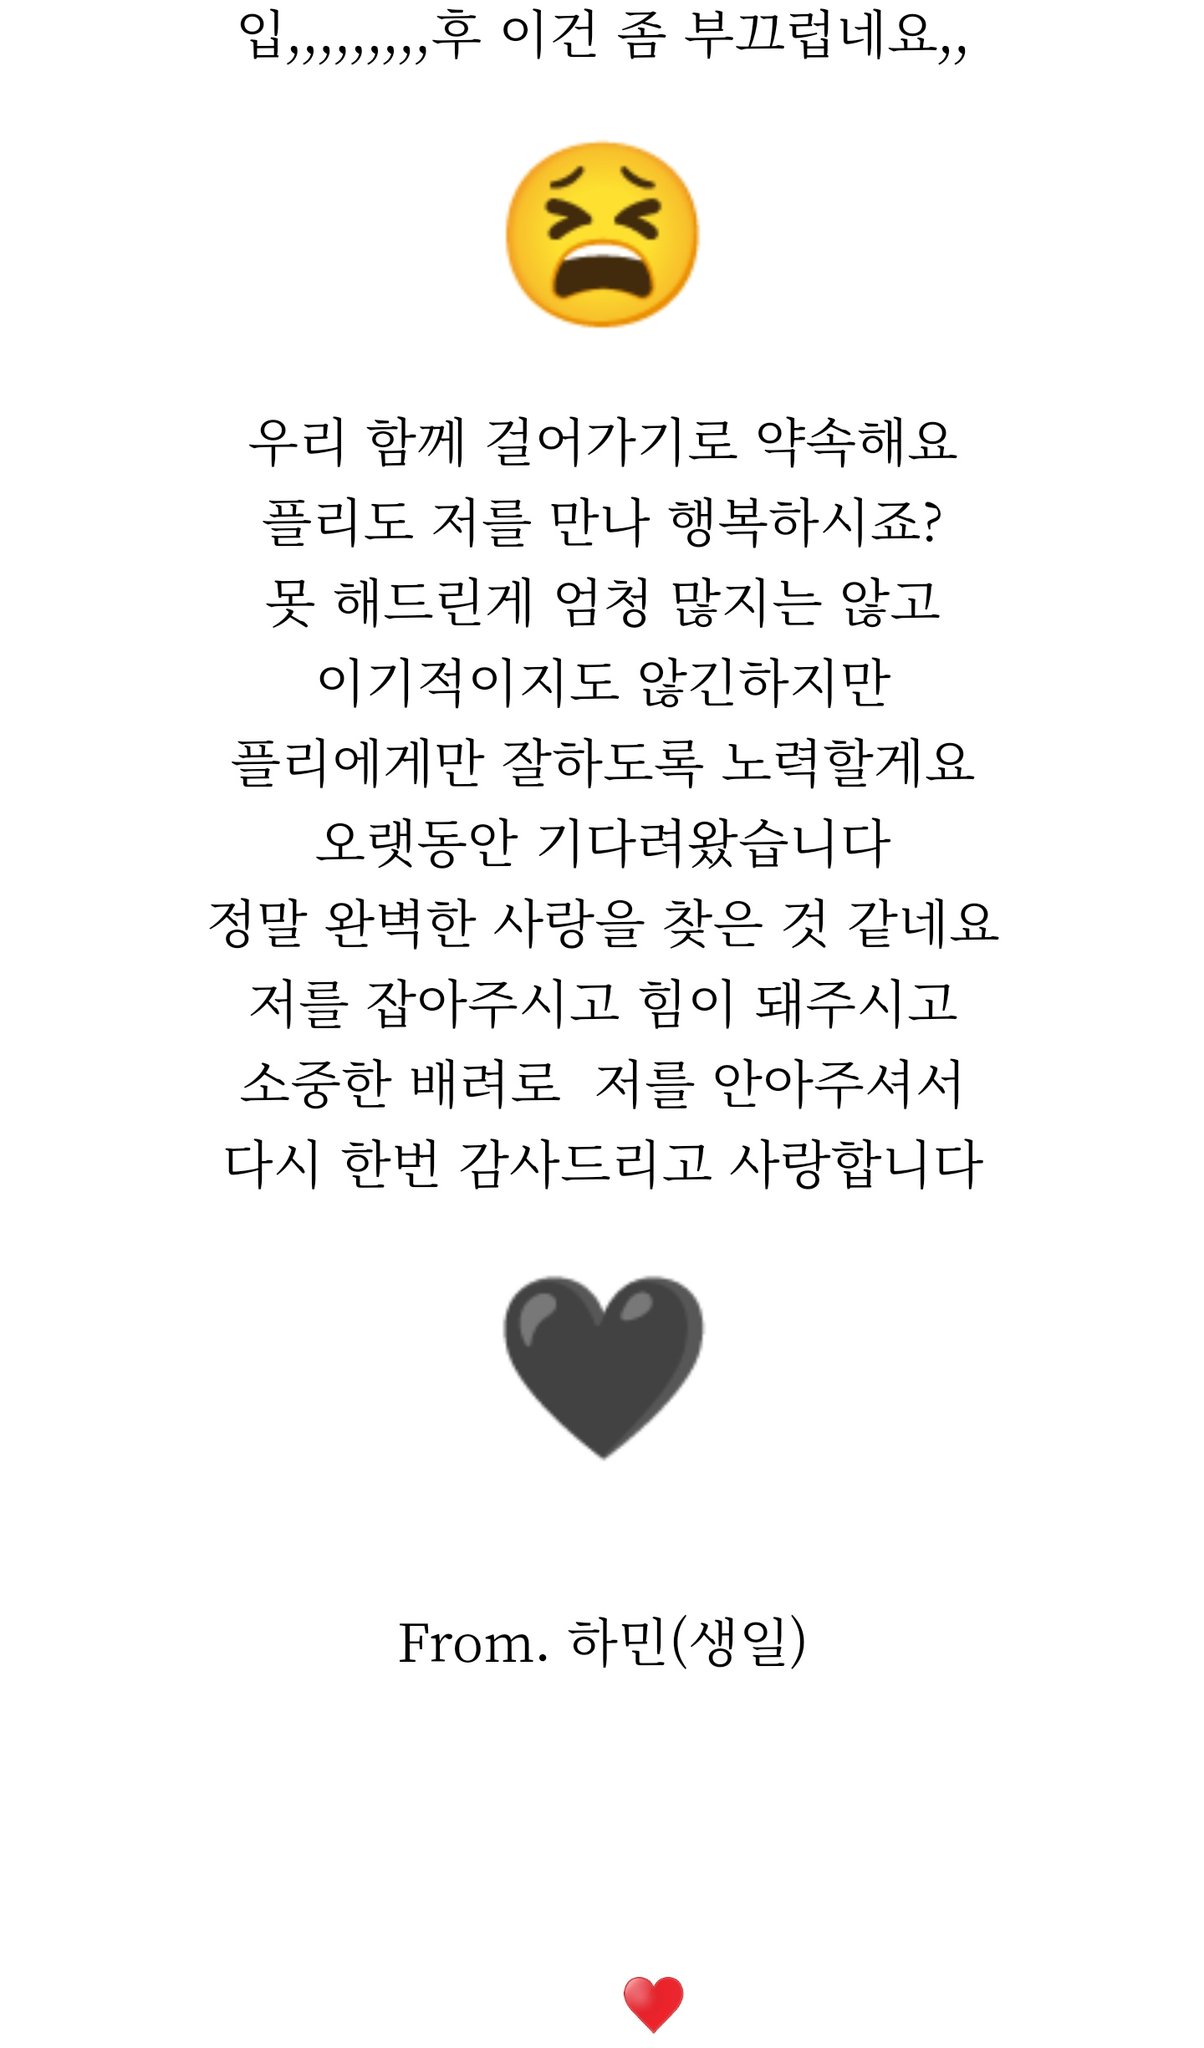 입,,,,,,,,,후 이건 좀 부끄럽네요,,
😫
우리 함께 걸어가기로 약속해요
플리도 저를 만나 행복하시죠?
못 해드린게 엄청 많지는 않고
이기적이지도 않긴하지만
플리에게만 잘하도록 노력할게요
오랫동안 기다려왔습니다
정말 완벽한 사랑을 찾은 것 같네요
저를 잡아주시고 힘이 돼주시고
소중한 배려로  저를 안아주셔서
다시 한번 감사드리고 사랑합니다
🖤
From. 하민(생일)
♥️